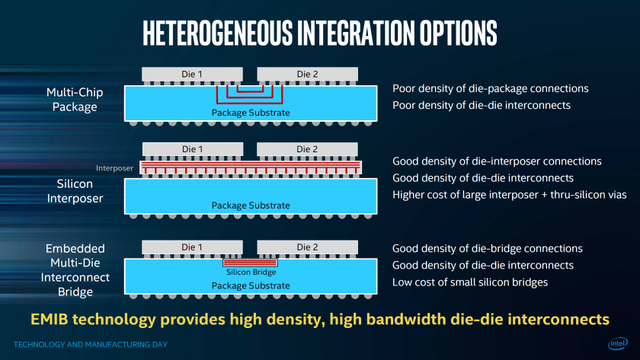 HETEROGENEOUS INTEGRATION OPTIONS
Multi-Chip
Package
Die 1
Die 2
Package Substrate
Poor density of die-package connections
Poor density of die-die interconnects
Silicon
Interposer
Interposer
Die 1
Die 2
Package Substrate
Good density of die-interposer connections
Good density of die-die interconnects
Higher cost of large interposer + thru-silicon vias
Embedded
Multi-Die
Interconnect
Bridge
Die 1
Die 2
Silicon Bridge
Package Substrate
Good density of die-bridge connections
Good density of die-die interconnects
Low cost of small silicon bridges
EMIB technology provides high density, high bandwidth die-die interconnects
TECHNOLOGY AND MANUFACTURING DAY
intel